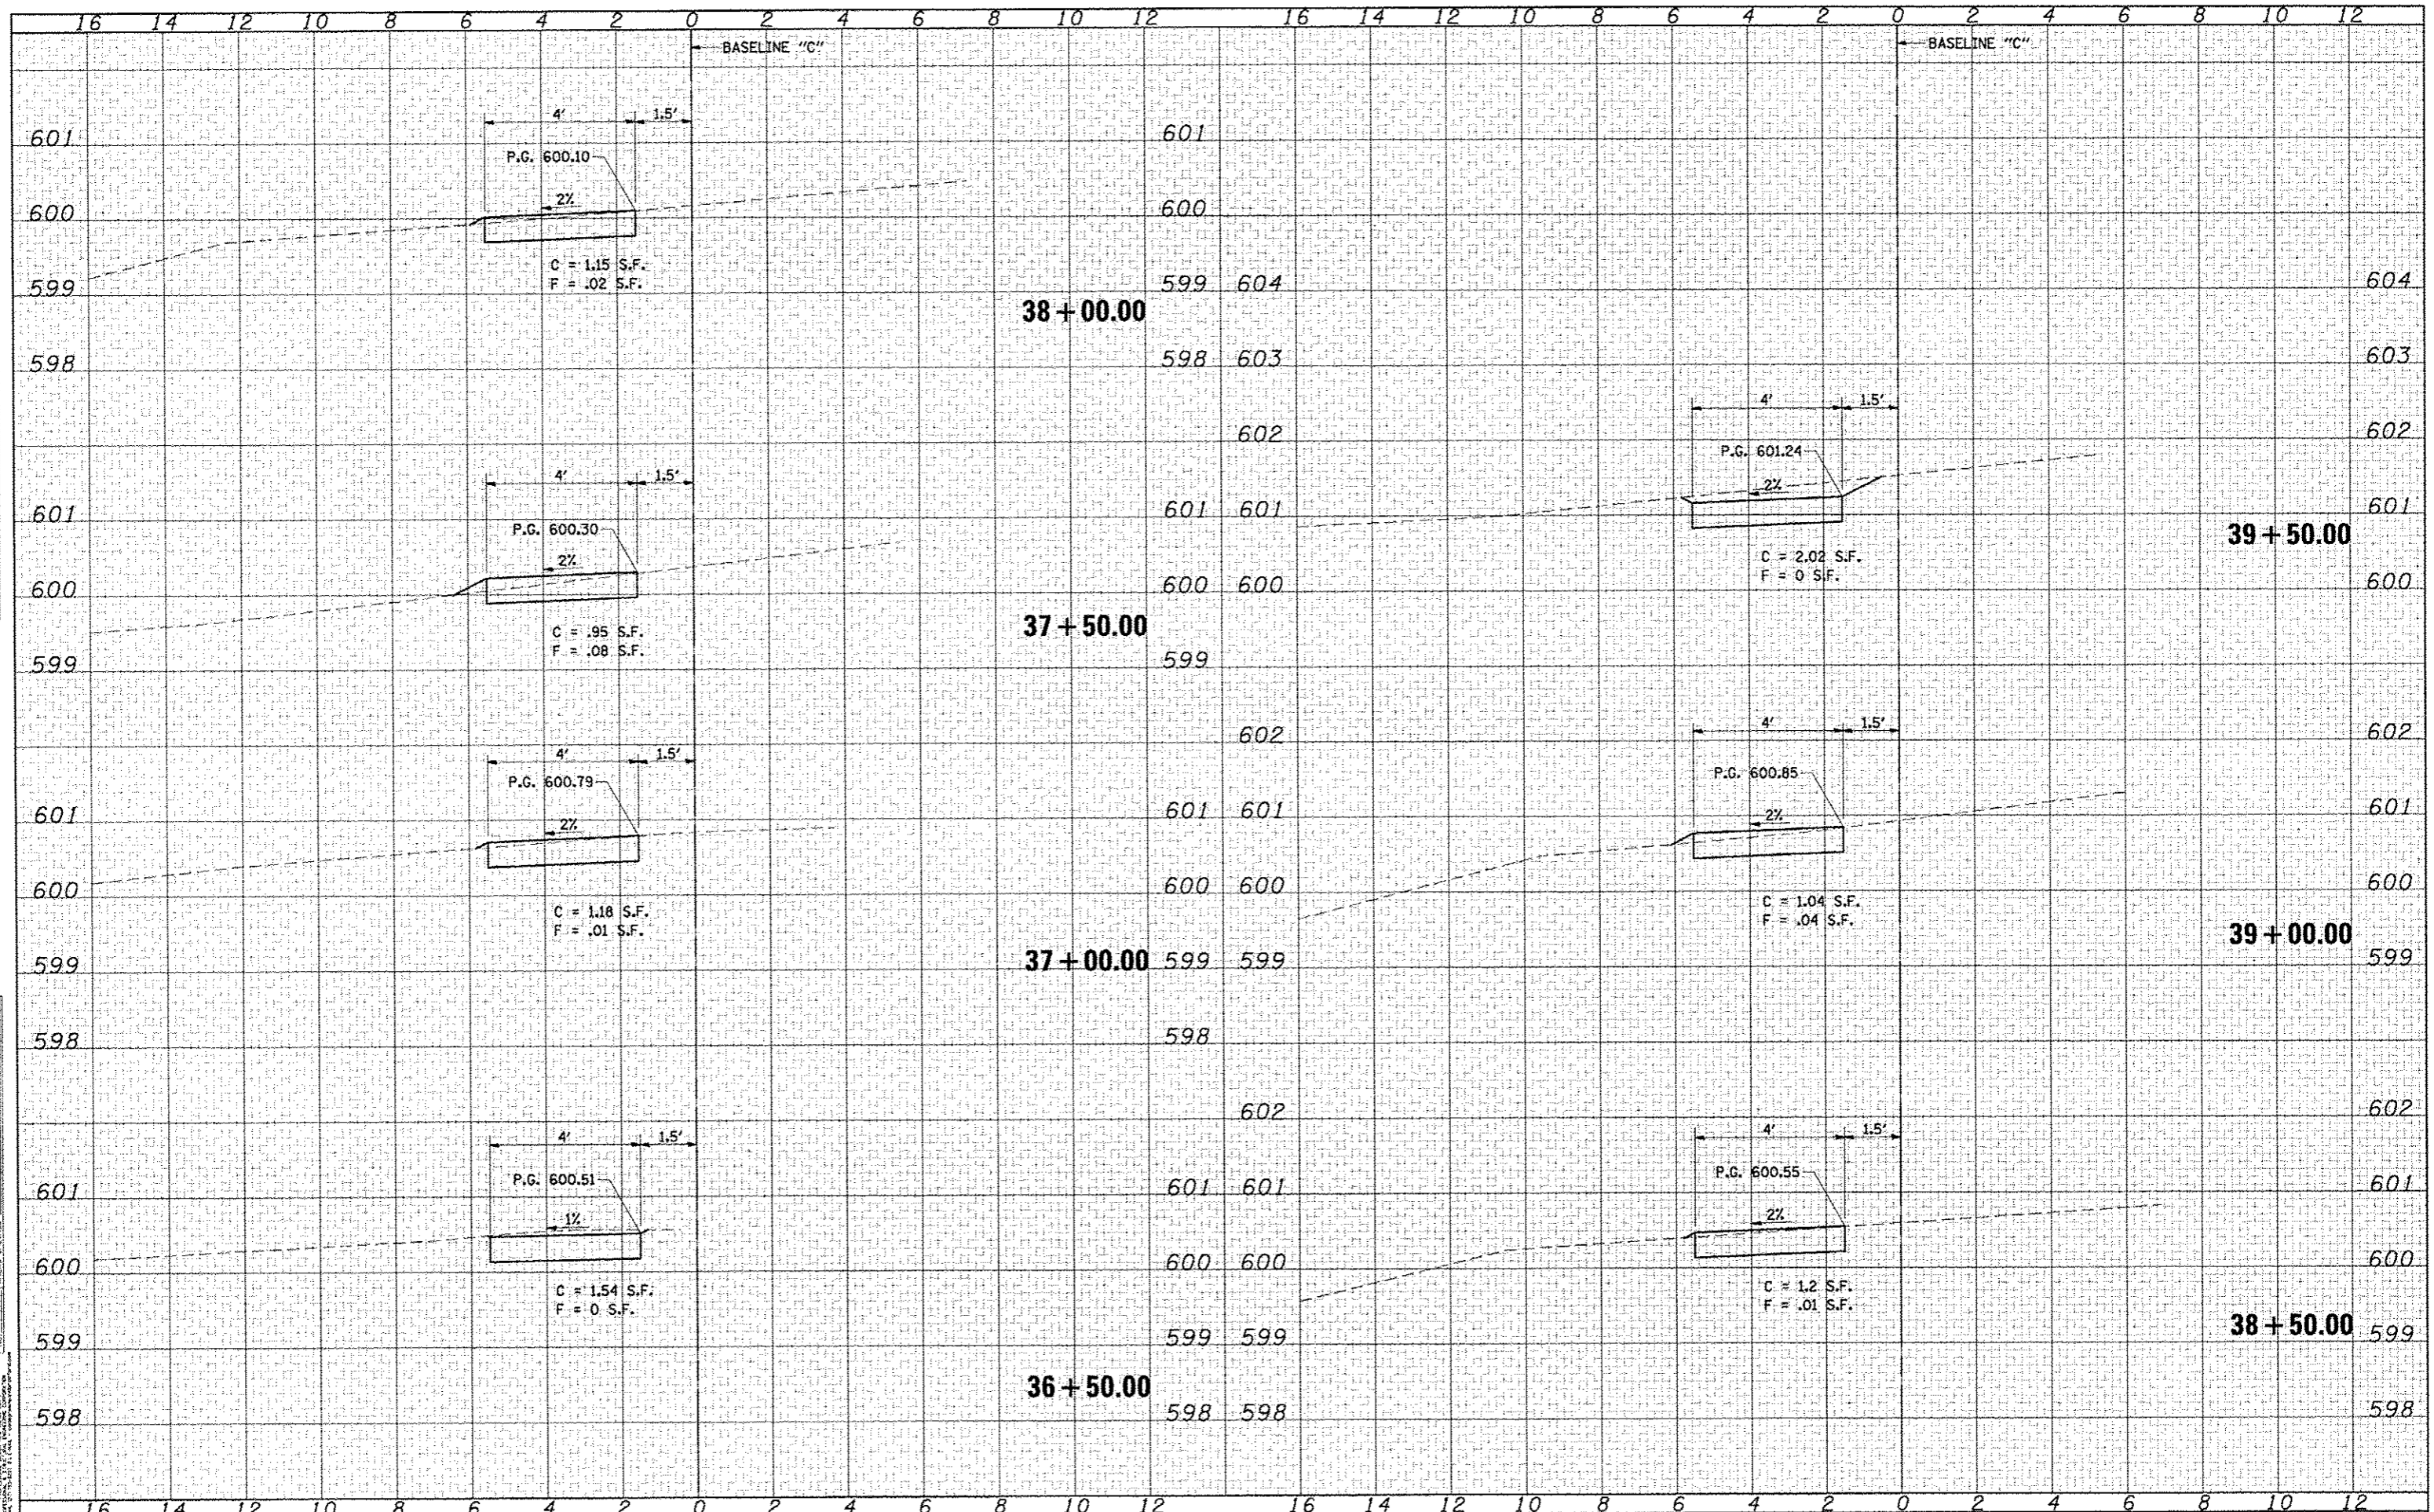 16 14 12 10 8 6 4 2 0 2 4 6 8 10 12 16 14 12 10 8 6 4 2 0 2 4 6 8 10 12
BASELINE "C"
4' 1.5'
601 601
P.G. 600.10
2%
600 600
C = 1.15 S.F.
F = .02 S.F.
599 599
38+00.00
598 598
4' 1.5'
601 601
P.G. 600.30
2%
600 600
C = .95 S.F.
F = .08 S.F.
37+50.00
599 599
4' 1.5'
P.G. 600.79
601 601
2%
600 600
C = 1.18 S.F.
F = .01 S.F.
37+00.00
599 599
598 598
4' 1.5'
P.G. 600.51
601 601
1%
600 600
C = 1.54 S.F.
F = 0 S.F.
599 599
36+50.00
598 598
BASELINE "C"
604 604
603 603
4' 1.5'
602 602
P.G. 601.24
2%
601 601
39+50.00
C = 2.02 S.F.
F = 0 S.F.
600 600
4' 1.5'
602 602
P.G. 600.85
601 601
2%
600 600
C = 1.04 S.F.
F = .04 S.F.
39+00.00
599 599
602 602
4' 1.5'
P.G. 600.55
601 601
2%
600 600
C = 1.2 S.F.
F = .01 S.F.
38+50.00
599 599
598 598
16 14 12 10 8 6 4 2 0 2 4 6 8 10 12 16 14 12 10 8 6 4 2 0 2 4 6 8 10 12